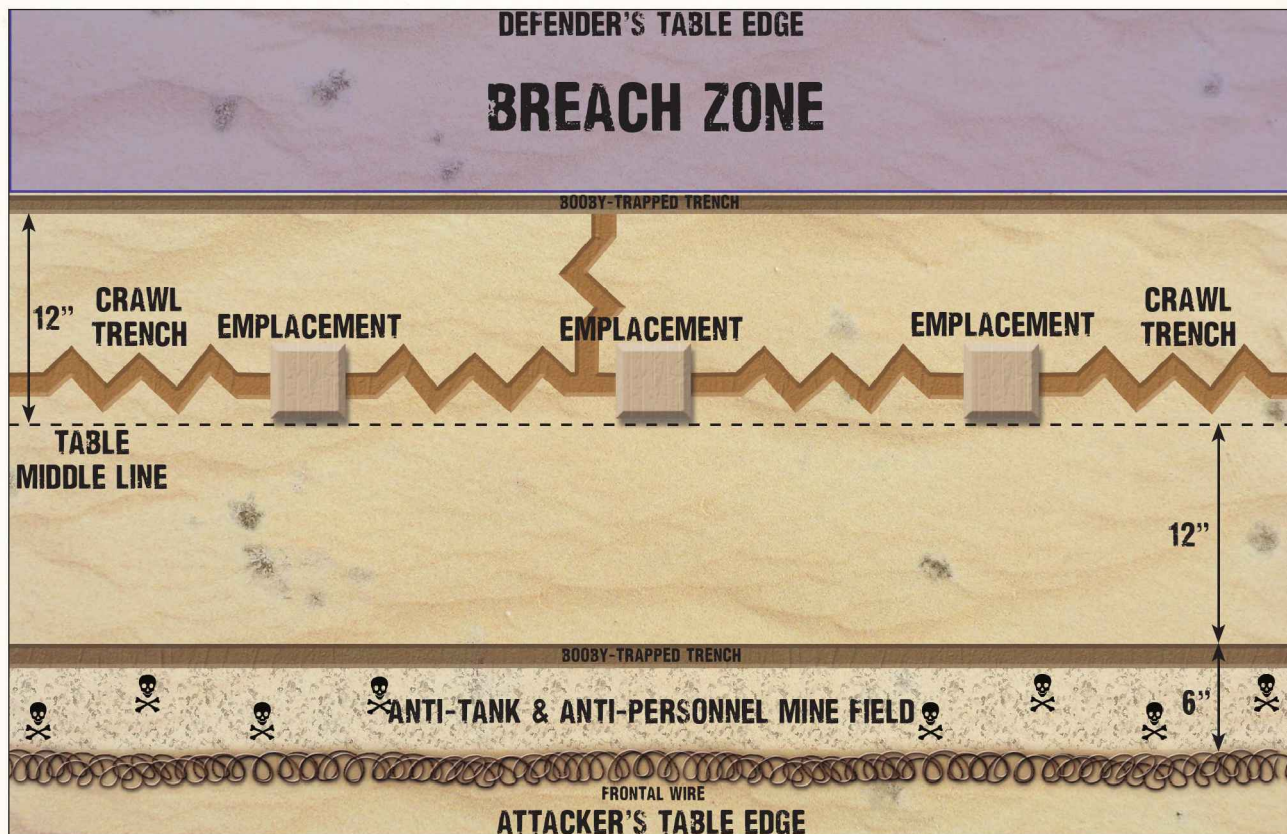 DEFENDER'S TABLE EDGE
BREACH ZONE
BOOBY-TRAPPED TRENCH
12"
CRAWL
TRENCH
EMPLACEMENT
EMPLACEMENT
EMPLACEMENT
CRAWL
TRENCH
TABLE
MIDDLE LINE
12"
BOOBY-TRAPPED TRENCH
ANTI-TANK & ANTI-PERSONNEL MINE FIELD
6"
FRONTAL WIRE
ATTACKER'S TABLE EDGE